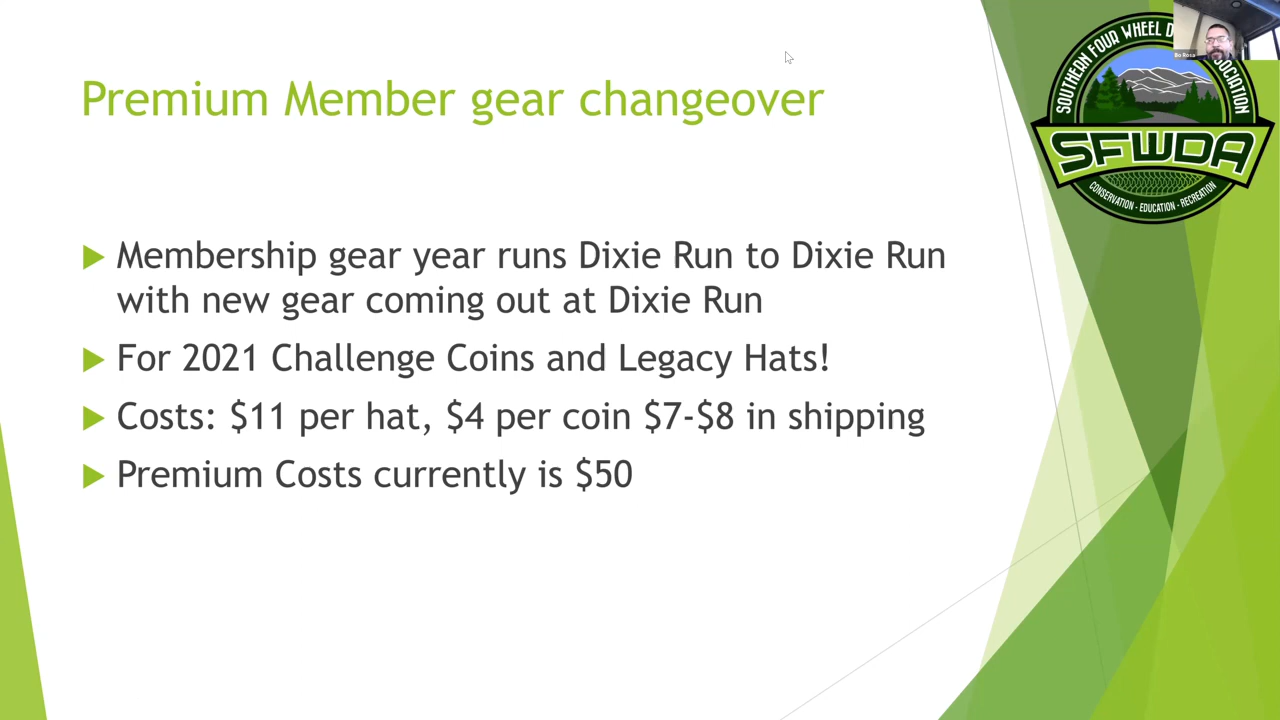 Premium Member gear changeover
Membership gear year runs Dixie Run to Dixie Run
with new gear coming out at Dixie Run
For 2021 Challenge Coins and Legacy Hats!
Costs: $11 per hat, $4 per coin $7-$8 in shipping
Premium Costs currently is $50
SOUTHERN FOUR WHEEL
SFWDA
CONSERVATION - EDUCATION - RECREATION
Bo Rosa